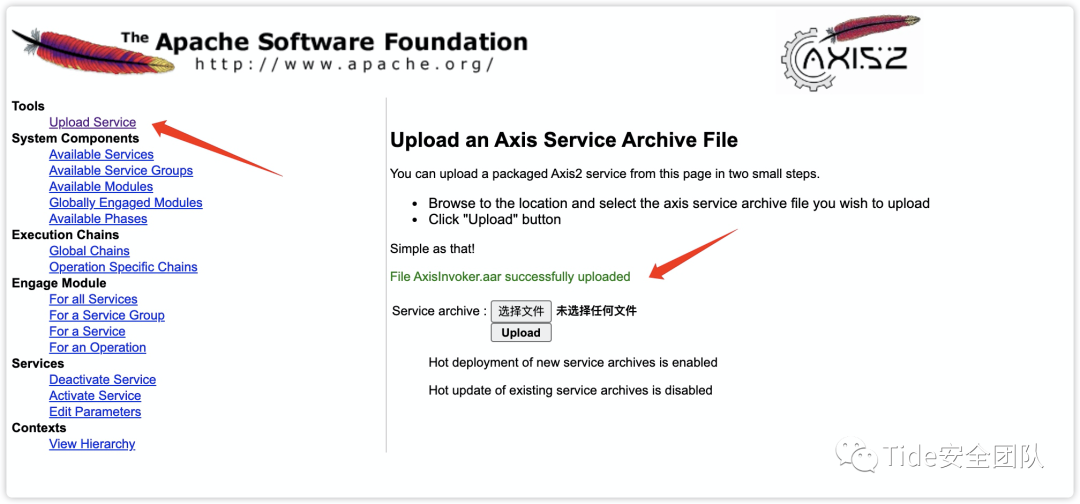 The Apache Software Foundation
http://www.apache.org/
AXIS2
Tools
Upload Service
System Components
Available Services
Available Service Groups
Available Modules
Globally Engaged Modules
Available Phases
Execution Chains
Global Chains
Operation Specific Chains
Engage Module
For all Services
For a Service Group
For a Service
For an Operation
Services
Deactivate Service
Activate Service
Edit Parameters
Contexts
View Hierarchy
Upload an Axis Service Archive File
You can upload a packaged Axis2 service from this page in two small steps.
• Browse to the location and select the axis service archive file you wish to upload
• Click "Upload" button
Simple as that!
File AxisInvoker.aar successfully uploaded
Service archive : 选择文件 未选择任何文件
Upload
Hot deployment of new service archives is enabled
Hot update of existing service archives is disabled
Tide安全团队